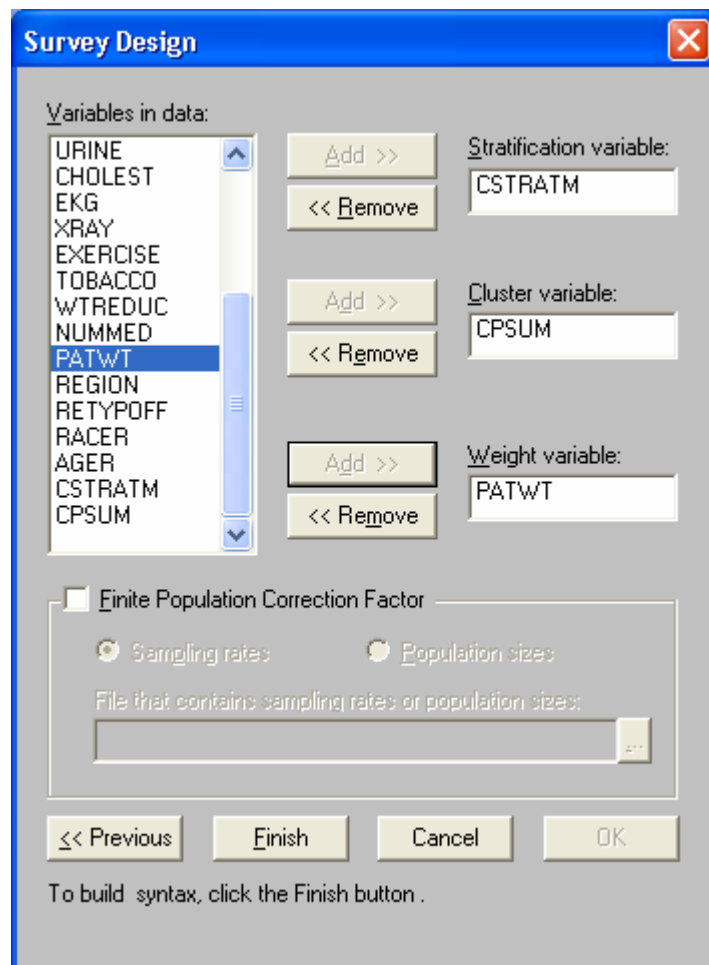 Survey Design
Variables in data:
URINE
CHOLEST
EKG
XRAY
EXERCISE
TOBACCO
WTREDUC
NUMMED
PATWT
REGION
RETYPOFF
RACER
AGER
CSTRATM
CPSUM
Add >>
<< Remove
Stratification variable:
CSTRATM
Add >>
<< Remove
Cluster variable:
CPSUM
Add >>
<< Remove
Weight variable:
PATWT
Finite Population Correction Factor
Sampling rates
Population sizes
File that contains sampling rates or population sizes:
...
<< Previous
Finish
Cancel
OK
To build syntax, click the Finish button .